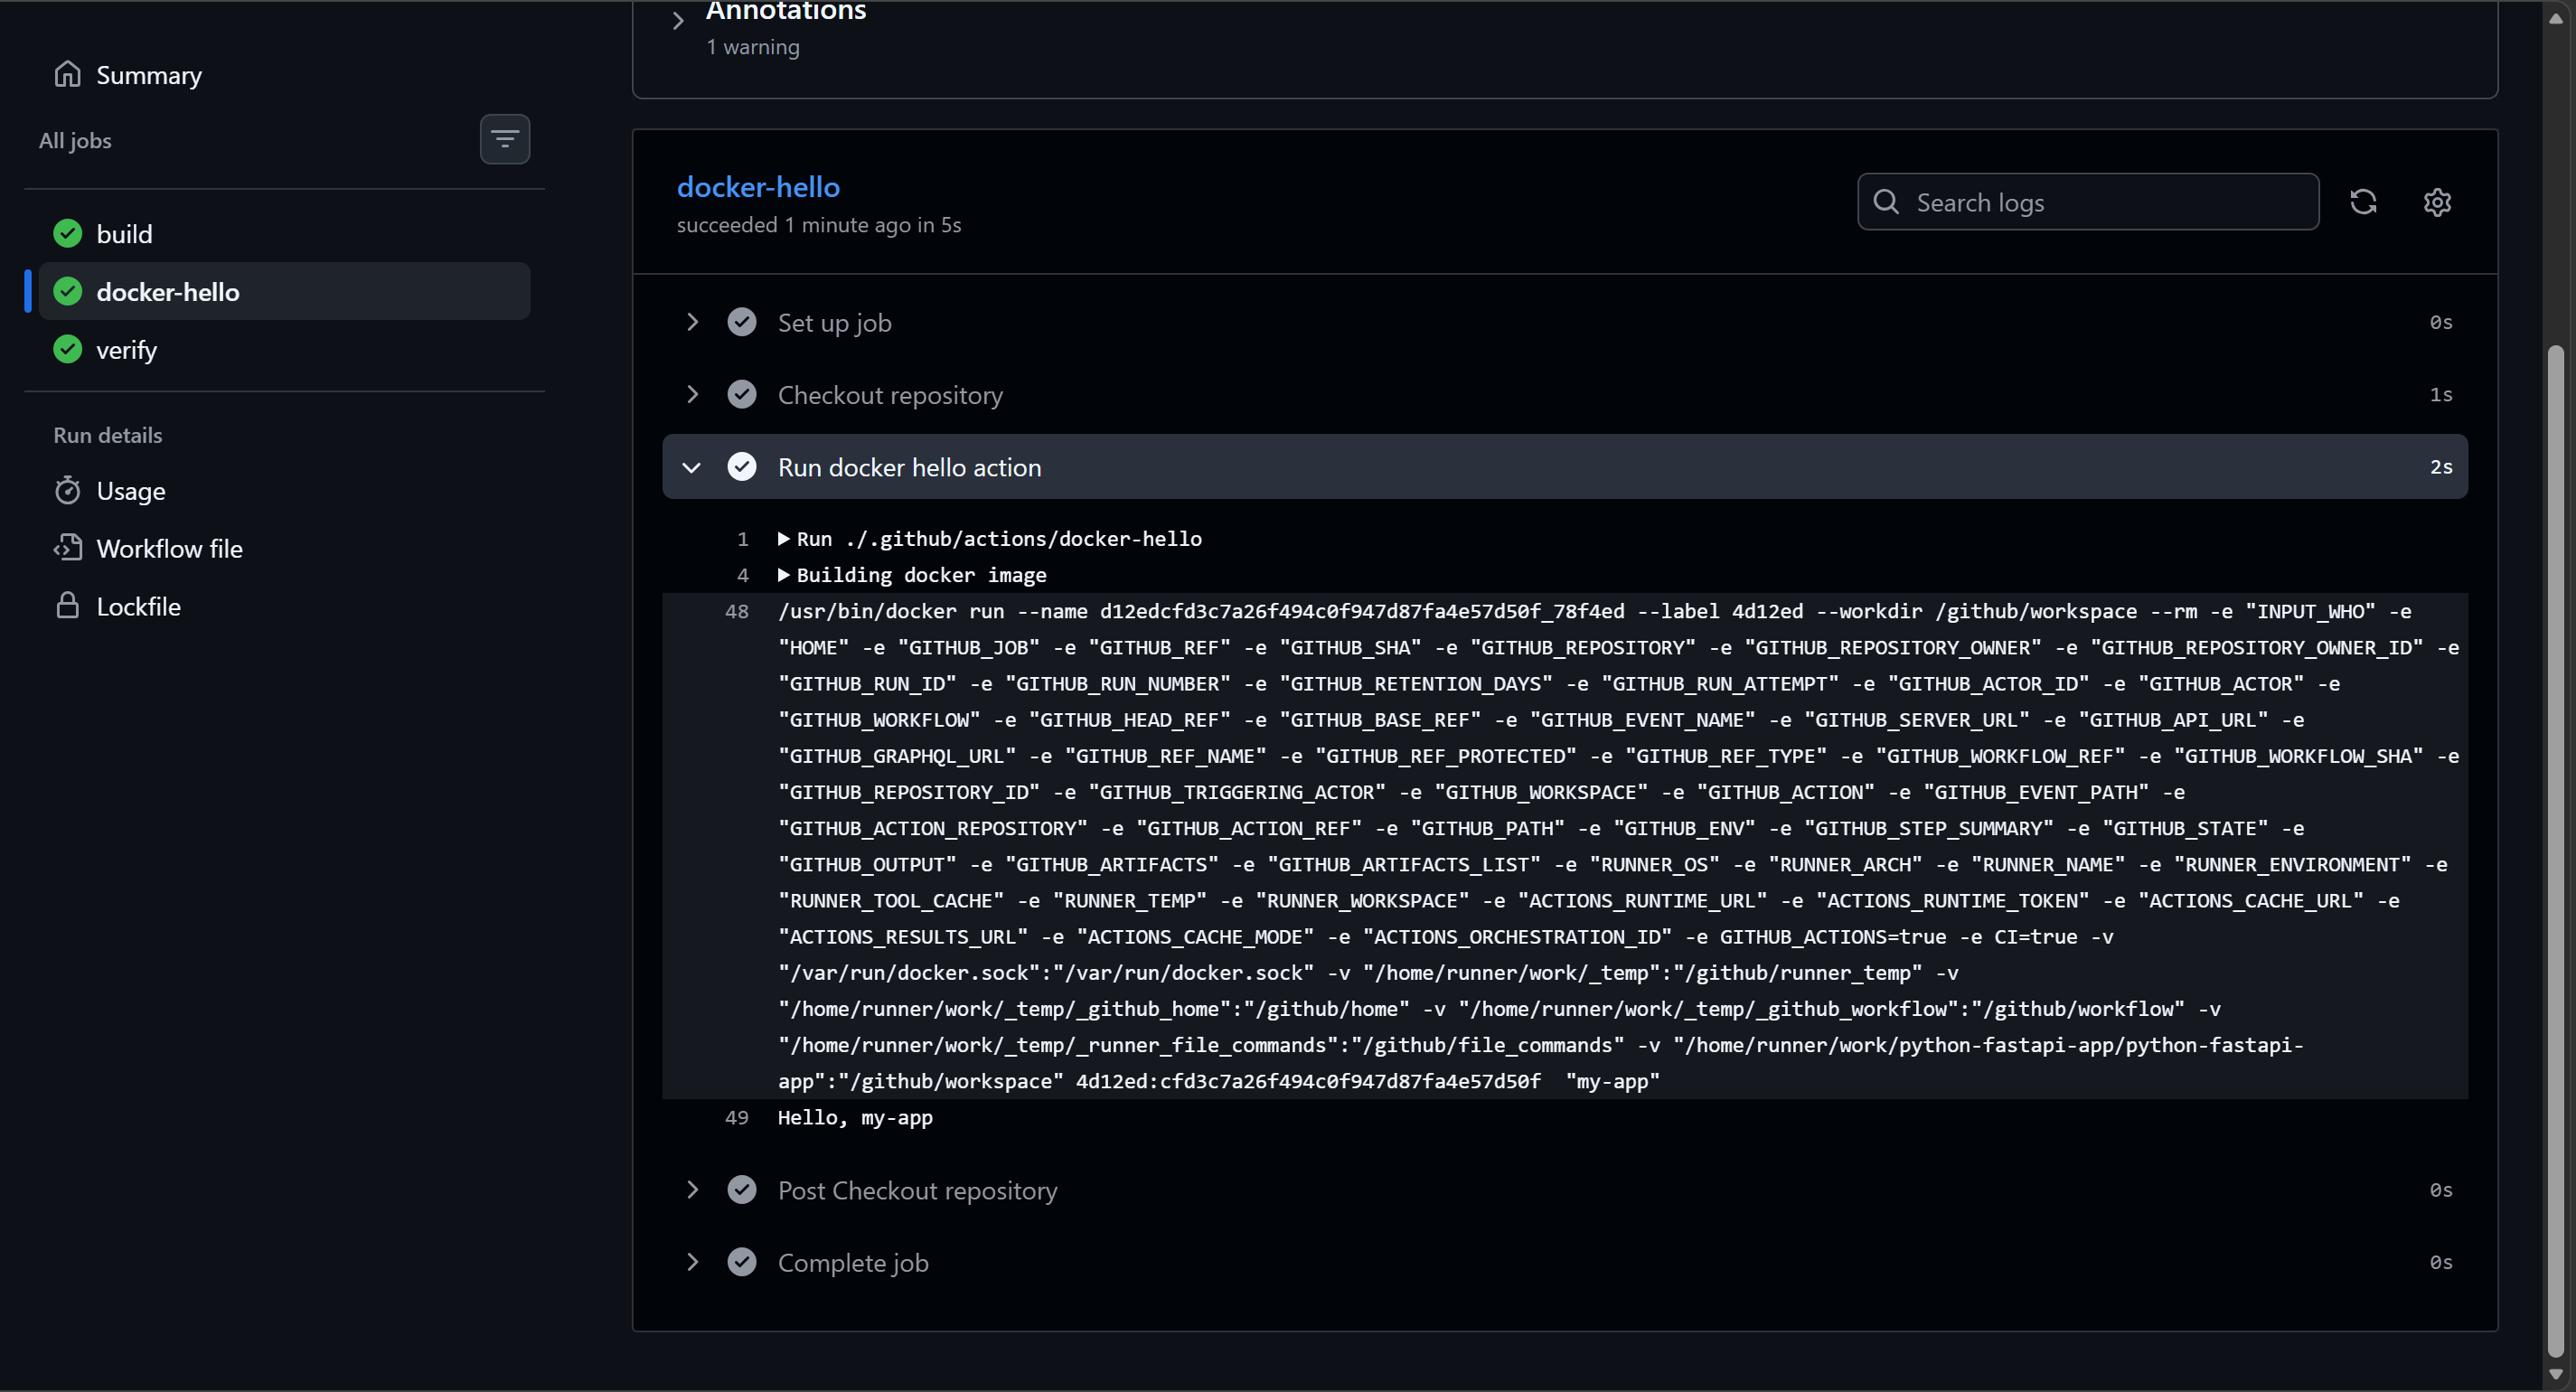 Annotations
1 warning
Summary
All jobs
build
docker-hello
verify
Run details
Usage
Workflow file
Lockfile
docker-hello
succeeded 1 minute ago in 5s
Search logs
Set up job 0s
Checkout repository 1s
Run docker hello action 2s
1 Run ./.github/actions/docker-hello
4 Building docker image
48 /usr/bin/docker run --name d12edcfd3c7a26f494c0f947d87fa4e57d50f_78f4ed --label 4d12ed --workdir /github/workspace --rm -e "INPUT_WHO" -e
"HOME" -e "GITHUB_JOB" -e "GITHUB_REF" -e "GITHUB_SHA" -e "GITHUB_REPOSITORY" -e "GITHUB_REPOSITORY_OWNER" -e "GITHUB_REPOSITORY_OWNER_ID" -e
"GITHUB_RUN_ID" -e "GITHUB_RUN_NUMBER" -e "GITHUB_RETENTION_DAYS" -e "GITHUB_RUN_ATTEMPT" -e "GITHUB_ACTOR_ID" -e "GITHUB_ACTOR" -e
"GITHUB_WORKFLOW" -e "GITHUB_HEAD_REF" -e "GITHUB_BASE_REF" -e "GITHUB_EVENT_NAME" -e "GITHUB_SERVER_URL" -e "GITHUB_API_URL" -e
"GITHUB_GRAPHQL_URL" -e "GITHUB_REF_NAME" -e "GITHUB_REF_PROTECTED" -e "GITHUB_REF_TYPE" -e "GITHUB_WORKFLOW_REF" -e "GITHUB_WORKFLOW_SHA" -e
"GITHUB_REPOSITORY_ID" -e "GITHUB_TRIGGERING_ACTOR" -e "GITHUB_WORKSPACE" -e "GITHUB_ACTION" -e "GITHUB_EVENT_PATH" -e
"GITHUB_ACTION_REPOSITORY" -e "GITHUB_ACTION_REF" -e "GITHUB_PATH" -e "GITHUB_ENV" -e "GITHUB_STEP_SUMMARY" -e "GITHUB_STATE" -e
"GITHUB_OUTPUT" -e "GITHUB_ARTIFACTS" -e "GITHUB_ARTIFACTS_LIST" -e "RUNNER_OS" -e "RUNNER_ARCH" -e "RUNNER_NAME" -e "RUNNER_ENVIRONMENT" -e
"RUNNER_TOOL_CACHE" -e "RUNNER_TEMP" -e "RUNNER_WORKSPACE" -e "ACTIONS_RUNTIME_URL" -e "ACTIONS_RUNTIME_TOKEN" -e "ACTIONS_CACHE_URL" -e
"ACTIONS_RESULTS_URL" -e "ACTIONS_CACHE_MODE" -e "ACTIONS_ORCHESTRATION_ID" -e GITHUB_ACTIONS=true -e CI=true -v
"/var/run/docker.sock":"/var/run/docker.sock" -v "/home/runner/work/_temp":"/github/runner_temp" -v
"/home/runner/work/_temp/_github_home":"/github/home" -v "/home/runner/work/_temp/_github_workflow":"/github/workflow" -v
"/home/runner/work/_temp/_runner_file_commands":"/github/file_commands" -v "/home/runner/work/python-fastapi-app/python-fastapi-
app":"/github/workspace" 4d12ed:cfd3c7a26f494c0f947d87fa4e57d50f  "my-app"
49 Hello, my-app
Post Checkout repository 0s
Complete job 0s